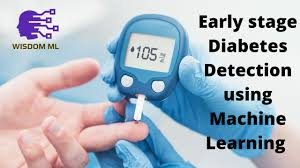 WISDOM ML
105
Early stage
Diabetes
Detection
using
Machine
Learning